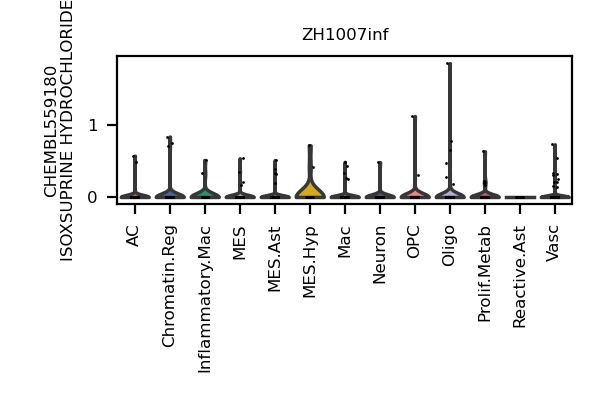 ZH1007inf
CHEMBL559180
ISOXSUPRINE HYDROCHLORIDE
1
0
AC
Chromatin.Reg
Inflammatory.Mac
MES
MES.Ast
MES.Hyp
Mac
Neuron
OPC
Oligo
Prolif.Metab
Reactive.Ast
Vasc